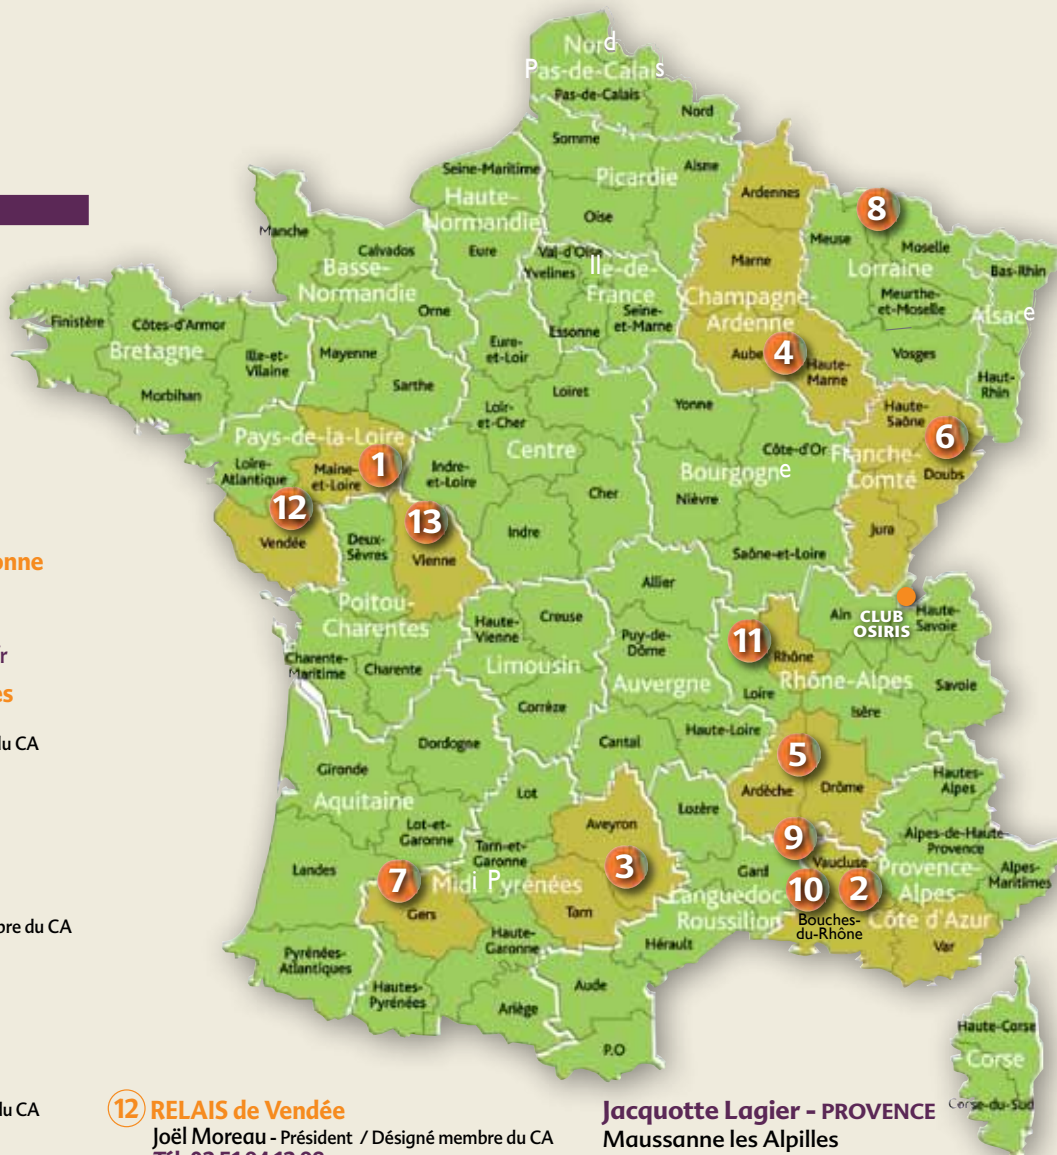 Nord
Pas-de-Calais
Pas-de-Calais
Nord
Somme
Seine-Maritime
Aisne
Picardie
Haute-
Normandie
Oise
Ardennes
8
Manche
Calvados
Eure
Val-d'Oise
Yvelines
Ile-de-
France
Marne
Meuse
Moselle
Lorraine
Bas-Rhin
Basse-
Normandie
Orne
Essonne
Seine-
et-Marne
Champagne-
Ardenne
Meurthe-
et-Moselle
Alsace
Finistère
Côtes-d'Armor
Bretagne
Ille-et-
Vilaine
Morbihan
Mayenne
Sarthe
Eure-
et-Loir
Aube
4
Haute-
Marne
Vosges
Haut-
Rhin
Loiret
Loir-
et-Cher
Yonne
Haute-
Saône
6
Pays-de-la-Loire
Loire-
Atlantique
Maine-
et-Loire
1
Indre-
et-Loire
Centre
Côte-d'Or
Bourgogne
Franche-
Comté
Doubs
Cher
Nièvre
12
Vendée
Deux-
Sèvres
13
Vienne
Indre
Saône-et-Loire
Jura
onne
Poitou-
Charentes
Allier
Haute-
Vienne
Creuse
Ain
CLUB
OSIRIS
Haute-
Savoie
r
Charente-
Maritime
Charente
Limousin
Puy-de-
Dôme
Auvergne
11
Rhône
Loire
Rhône-Alpes
Savoie
es
Corrèze
Isère
du CA
Dordogne
Cantal
Haute-Loire
5
Gironde
Aquitaine
Lot
Ardèche
Drôme
Hautes-
Alpes
Lot-et-
Garonne
Aveyron
Lozère
Landes
Tarn-et-
Garonne
9
Alpes-de-Haute-
Provence
7
Midi Pyrénées
3
Gard
Vaucluse
10
2
Provence-
Alpes-
Côte d'Azur
Alpes-
Maritimes
Gers
Tarn
Languedoc
Roussilion
Bouches-
du-Rhône
bre du CA
Haute-
Garonne
Hérault
Var
Pyrénées-
Atlantiques
Hautes-
Pyrénées
Ariège
Aude
P.O
Haute-Corse
Corse
Corse-du-Sud
du CA
12 RELAIS de Vendée
Joël Moreau - Président / Désigné membre du CA
Jacquotte Lagier - PROVENCE
Maussanne les Alpilles